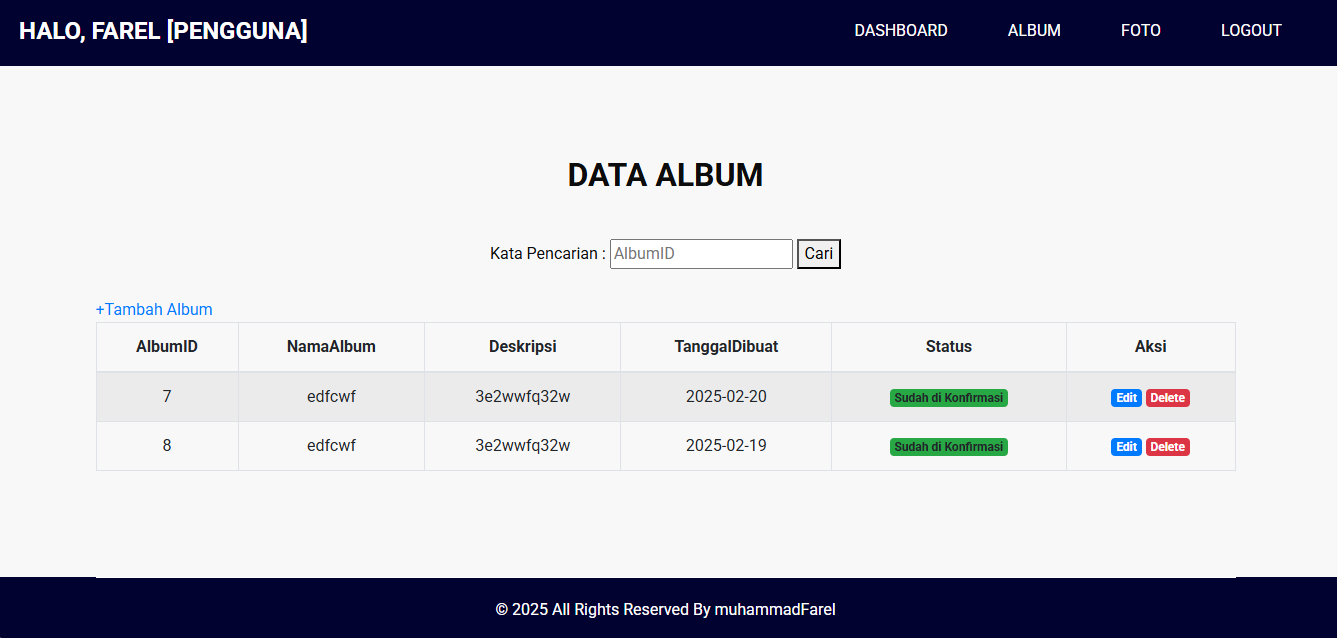 HALO, FAREL [PENGGUNA] DASHBOARD ALBUM FOTO LOGOUT
DATA ALBUM
Kata Pencarian : AlbumID Cari
+Tambah Album
AlbumID NamaAlbum Deskripsi TanggalDibuat Status Aksi
7 edfcwf 3e2wwfq32w 2025-02-20 Sudah di Konfirmasi Edit Delete
8 edfcwf 3e2wwfq32w 2025-02-19 Sudah di Konfirmasi Edit Delete
© 2025 All Rights Reserved By muhammadFarel